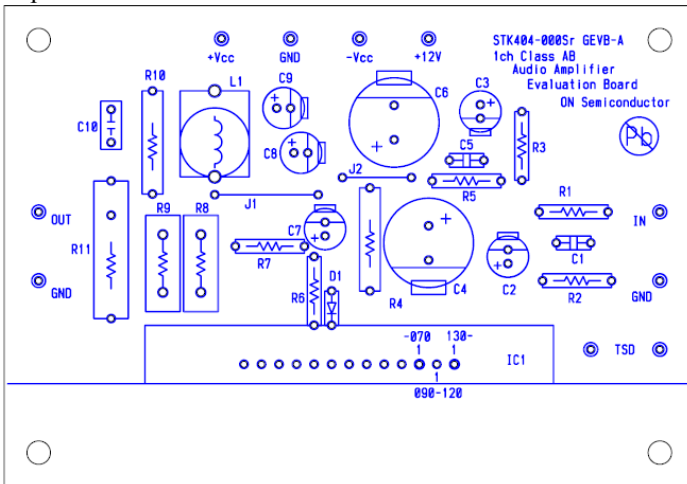 +Vcc GND -Vcc +12V
STK404-000Sr GEVB-A
1ch Class AB
Audio Amplifier
Evaluation Board
ON Semiconductor
Pb
R10
L1
C9
C6
C3
C10
C8
C5
R3
J2
R5
J1
R9 R8
R1
OUT
IN
R11
C7
R7
C1
R6
D1
R4
C4
C2
R2
GND
GND
-070 130-
1 1
IC1
TSD
1
090-120